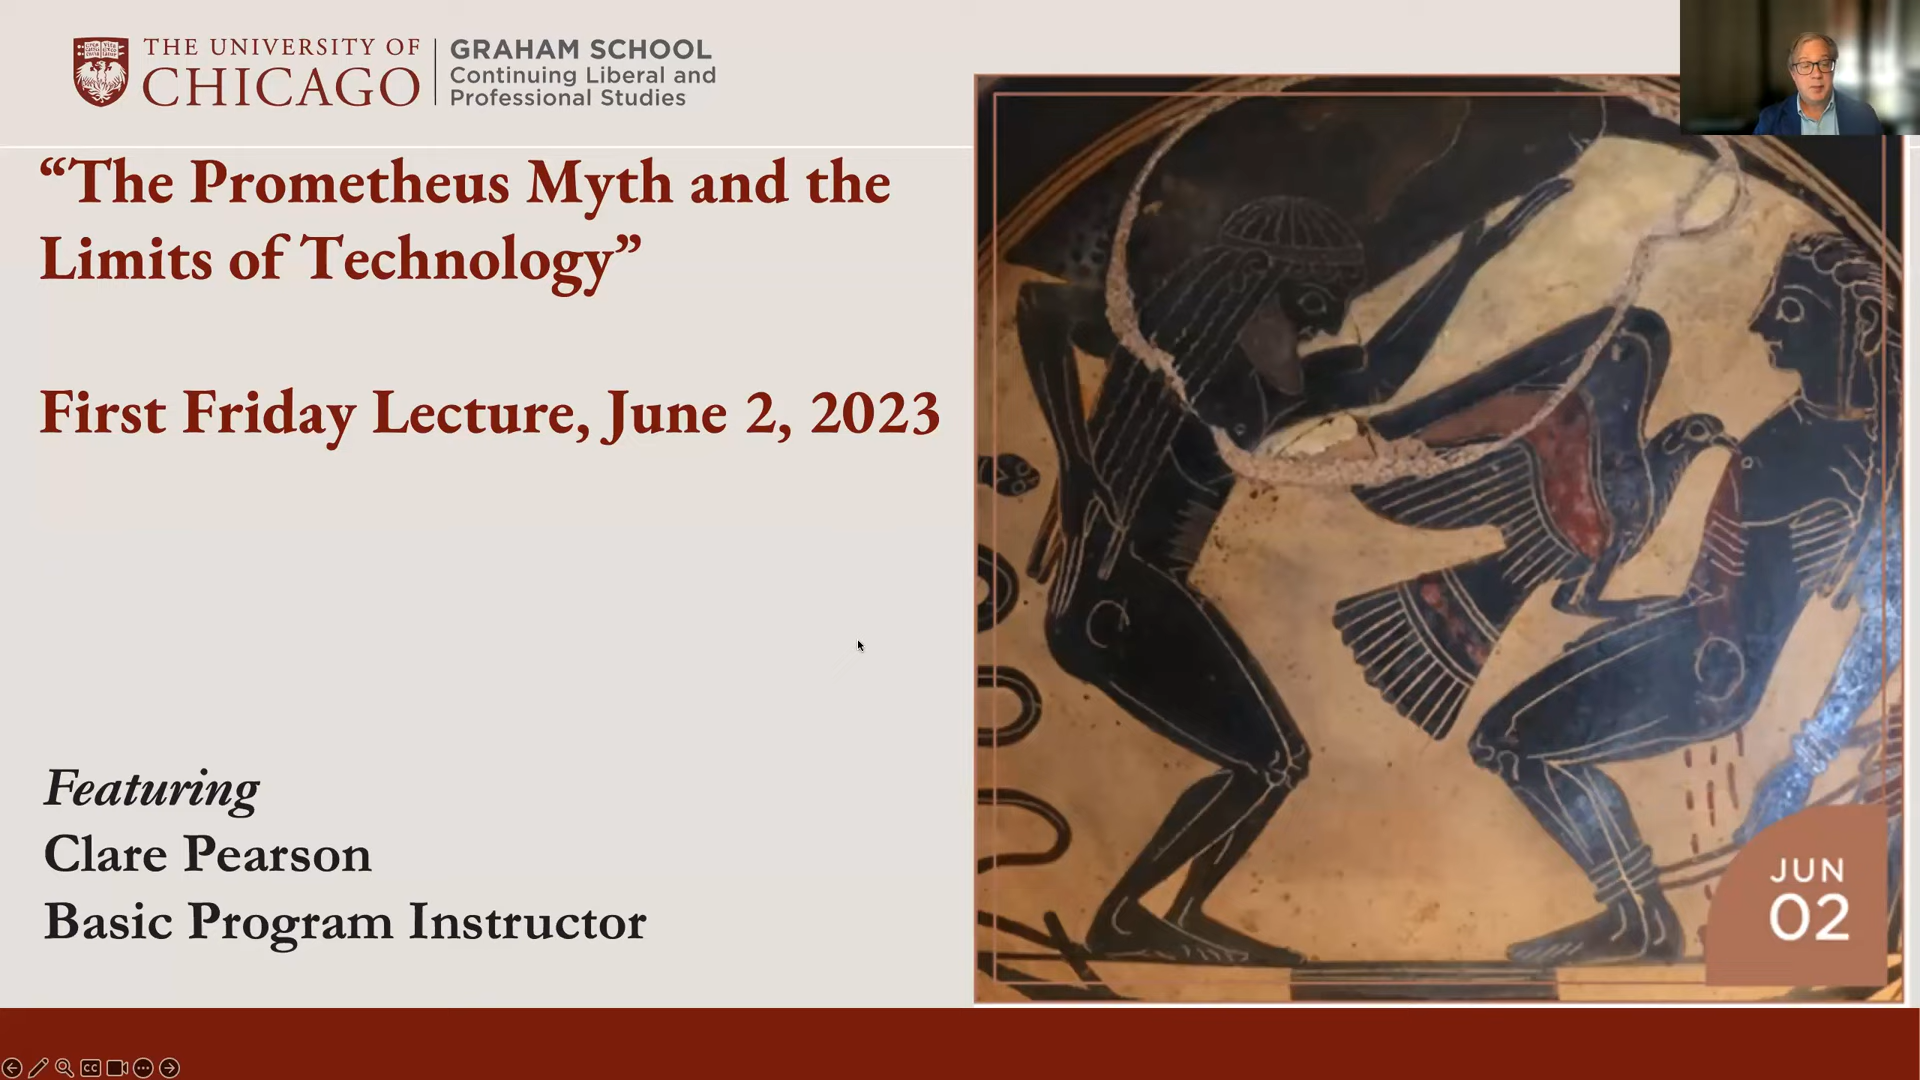 THE UNIVERSITY OF
CHICAGO
GRAHAM SCHOOL
Continuing Liberal and
Professional Studies
“The Prometheus Myth and the
Limits of Technology”
First Friday Lecture, June 2, 2023
Featuring
Clare Pearson
Basic Program Instructor
JUN
02
CC